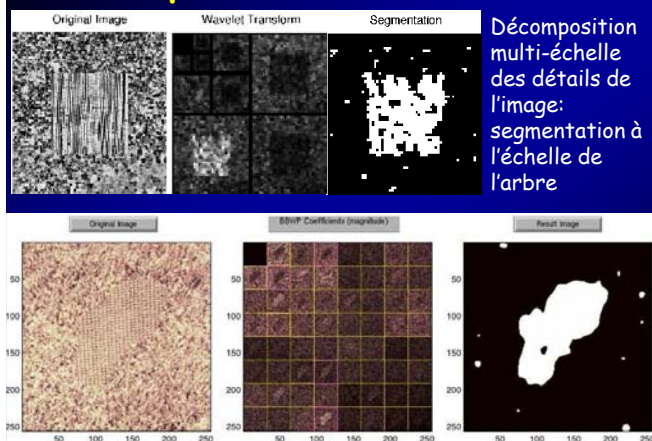 Original Image
Wavelet Transform
Segmentation
Décomposition
multi-échelle
des détails de
l'image:
segmentation à
l'échelle de
l'arbre
Original Image
BBWP Coefficients (magnitude)
Result Image
50
100
150
200
250
50 100 150 200 250
50
100
150
200
250
50 100 150 200 250
50
100
150
200
250
50 100 150 200 250